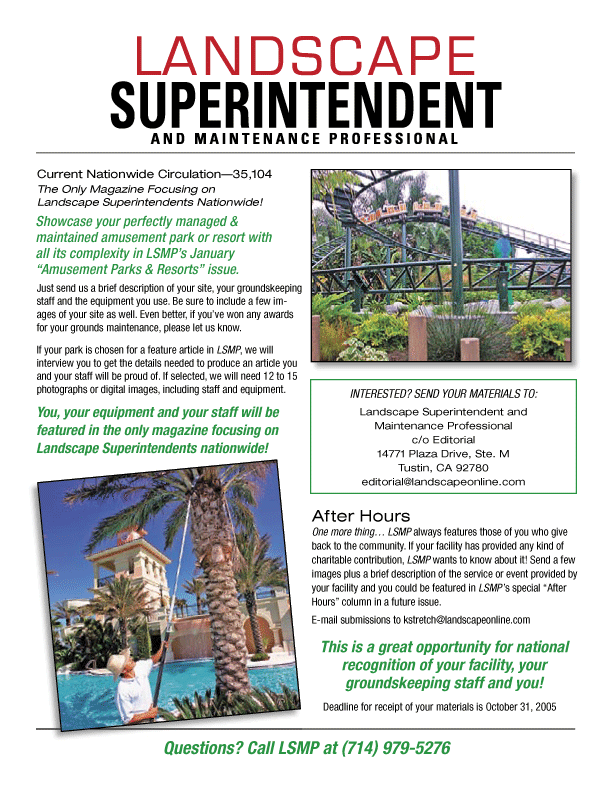 LANDSCAPE
SUPERINTENDENT
AND MAINTENANCE PROFESSIONAL
Current Nationwide Circulation—35,104
The Only Magazine Focusing on
Landscape Superintendents Nationwide!
Showcase your perfectly managed &
maintained amusement park or resort with
all its complexity in LSMP's January
“Amusement Parks & Resorts” issue.
Just send us a brief description of your site, your groundskeeping
staff and the equipment you use. Be sure to include a few im-
ages of your site as well. Even better, if you've won any awards
for your grounds maintenance, please let us know.
If your park is chosen for a feature article in LSMP, we will
interview you to get the details needed to produce an article you
and your staff will be proud of. If selected, we will need 12 to 15
photographs or digital images, including staff and equipment.
You, your equipment and your staff will be
featured in the only magazine focusing on
Landscape Superintendents nationwide!
INTERESTED? SEND YOUR MATERIALS TO:
Landscape Superintendent and
Maintenance Professional
c/o Editorial
14771 Plaza Drive, Ste. M
Tustin, CA 92780
editorial@landscapeonline.com
After Hours
One more thing… LSMP always features those of you who give
back to the community. If your facility has provided any kind of
charitable contribution, LSMP wants to know about it! Send a few
images plus a brief description of the service or event provided by
your facility and you could be featured in LSMP's special “After
Hours” column in a future issue.
E-mail submissions to kstretch@landscapeonline.com
This is a great opportunity for national
recognition of your facility, your
groundskeeping staff and you!
Deadline for receipt of your materials is October 31, 2005
Questions? Call LSMP at (714) 979-5276